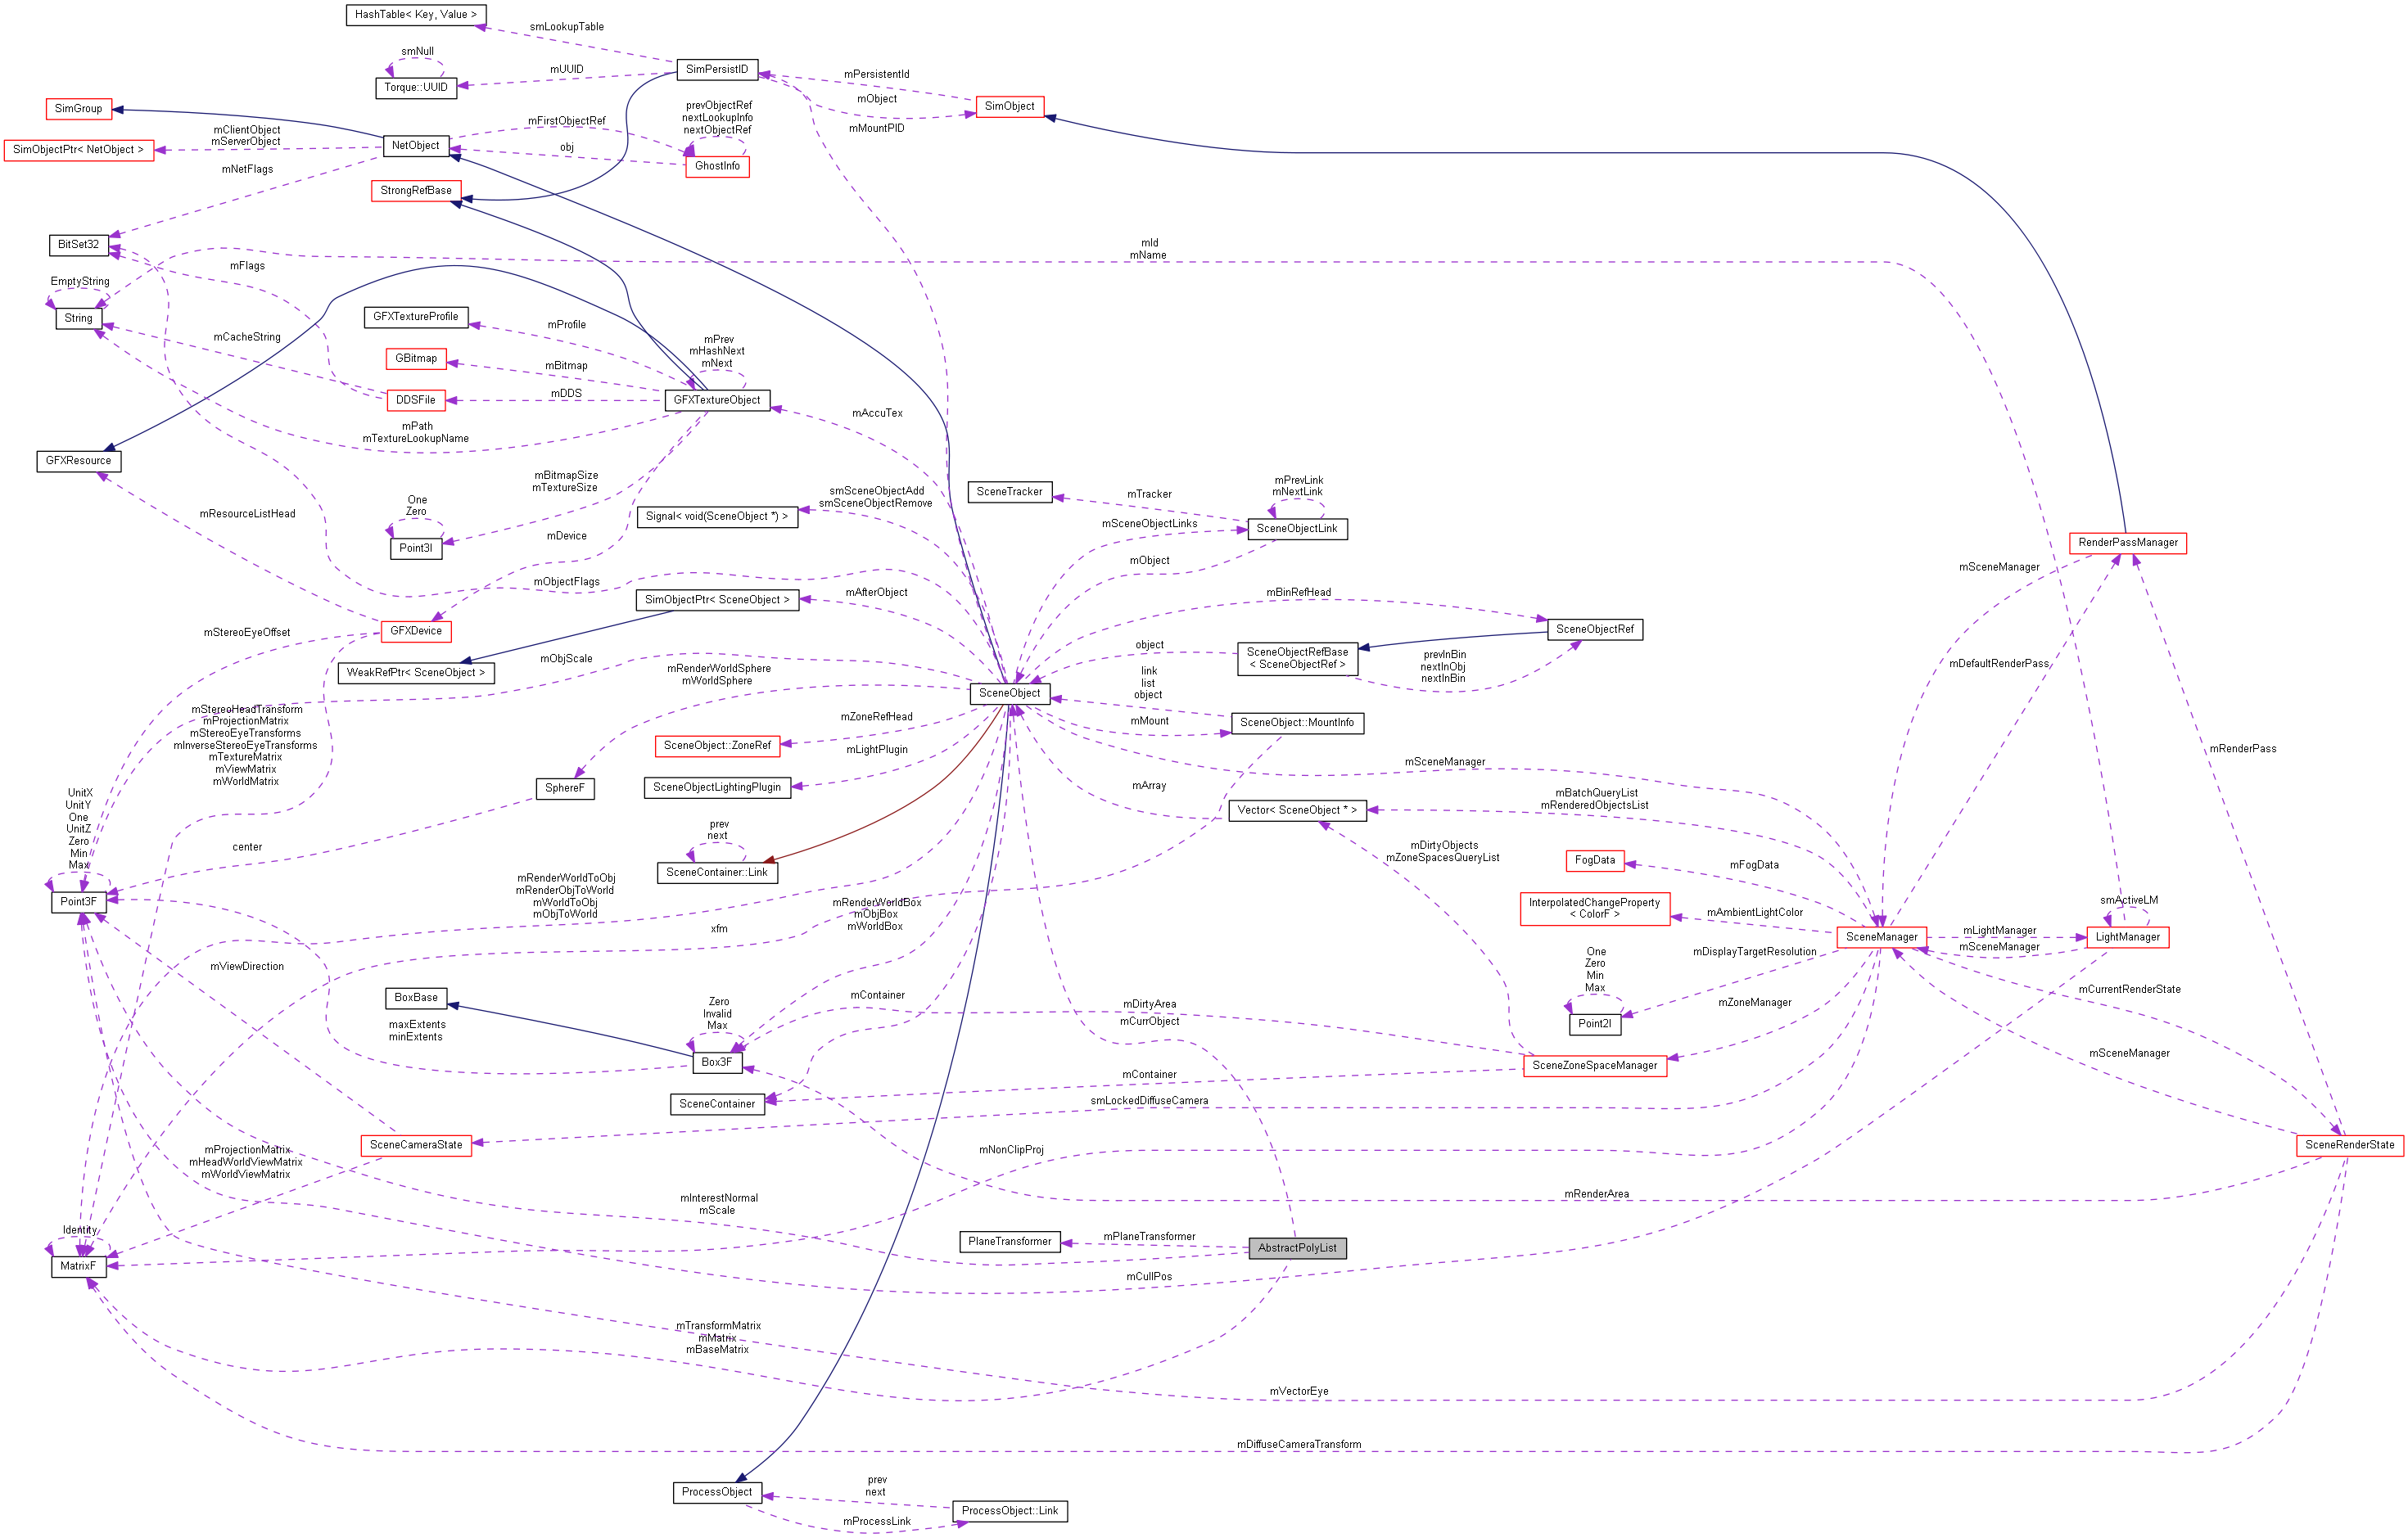 HashTable< Key, Value >
smLookupTable
smNull
mUUID
SimPersistID
Torque::UUID
mPersistentId
mObject
SimObject
SimGroup
mClientObject
mServerObject
SimObjectPtr< NetObject >
NetObject
mFirstObjectRef
obj
prevObjectRef
nextLookupInfo
nextObjectRef
GhostInfo
mMountPID
mNetFlags
StrongRefBase
BitSet32
mFlags
mId
mName
EmptyString
String
GFXTextureProfile
mProfile
mPrev
mHashNext
mNext
mCacheString
GBitmap
mBitmap
DDSFile
mDDS
GFXTextureObject
mAccuTex
mPath
mTextureLookupName
GFXResource
mResourceListHead
mBitmapSize
mTextureSize
One
Zero
Point3I
mDevice
smSceneObjectAdd
smSceneObjectRemove
Signal< void(SceneObject *) >
SceneTracker
mTracker
mPrevLink
mNextLink
mSceneObjectLinks
SceneObjectLink
mObject
RenderPassManager
mSceneManager
mObjectFlags
SimObjectPtr< SceneObject >
mAfterObject
mBinRefHead
GFXDevice
mStereoEyeOffset
SceneObjectRef
object
SceneObjectRefBase
< SceneObjectRef >
prevInBin
nextInObj
nextInBin
mDefaultRenderPass
WeakRefPtr< SceneObject >
mObjScale
mRenderWorldSphere
mWorldSphere
SceneObject
link
list
object
mMount
SceneObject::MountInfo
mStereoHeadTransform
mProjectionMatrix
mStereoEyeTransforms
mInverseStereoEyeTransforms
mTextureMatrix
mViewMatrix
mWorldMatrix
mZoneRefHead
SceneObject::ZoneRef
mLightPlugin
SceneObjectLightingPlugin
SphereF
mSceneManager
mRenderPass
mArray
Vector< SceneObject * >
mBatchQueryList
mRenderedObjectsList
UnitX
UnitY
One
UnitZ
Zero
Min
Max
Point3F
center
prev
next
SceneContainer::Link
mDirtyObjects
mZoneSpacesQueryList
FogData
mFogData
InterpolatedChangeProperty
< ColorF >
mAmbientLightColor
smActiveLM
mLightManager
LightManager
SceneManager
mSceneManager
mRenderWorldToObj
mRenderObjToWorld
mWorldToObj
mObjToWorld
mRenderWorldBox
mObjBox
mWorldBox
xfm
mViewDirection
mDisplayTargetResolution
One
Zero
Min
Max
Point2I
mZoneManager
mCurrentRenderState
BoxBase
maxExtents
minExtents
Zero
Invalid
Max
Box3F
mContainer
mDirtyArea
mCurrObject
SceneZoneSpaceManager
mSceneManager
mContainer
SceneContainer
smLockedDiffuseCamera
SceneCameraState
SceneRenderState
mProjectionMatrix
mHeadWorldViewMatrix
mWorldViewMatrix
mNonClipProj
mRenderArea
mInterestNormal
mScale
Identity
MatrixF
PlaneTransformer
mPlaneTransformer
AbstractPolyList
mCullPos
mTransformMatrix
mMatrix
mBaseMatrix
mVectorEye
mDiffuseCameraTransform
ProcessObject
prev
next
mProcessLink
ProcessObject::Link